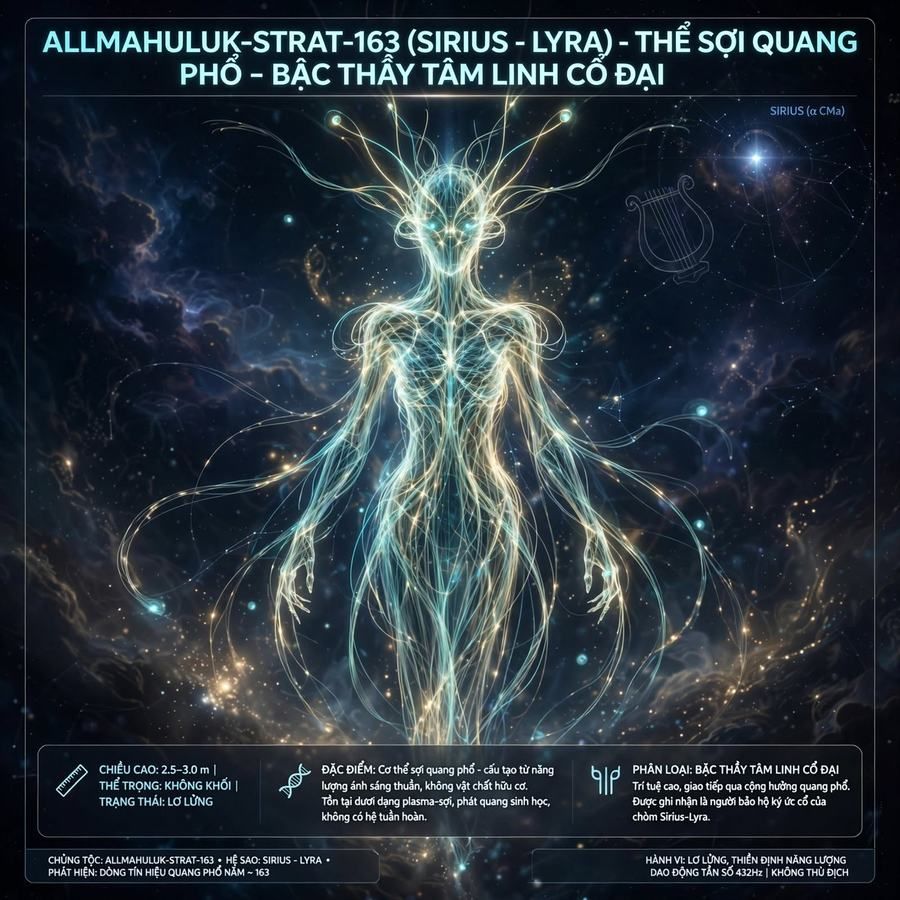 ALLMAHULUK-STRAT-163 (SIRIUS - LYRA) - THỂ SỢI QUANG
PHỔ – BẬC THẦY TÂM LINH CỔ ĐẠI
SIRIUS (α CMa)
CHIỀU CAO: 2.5–3.0 m |
THỂ TRỌNG: KHÔNG KHỐI |
TRẠNG THÁI: LƠ LỬNG
ĐẶC ĐIỂM: Cơ thể sợi quang phổ - cấu tạo từ năng
lượng ánh sáng thuần, không vật chất hữu cơ.
Tồn tại dưới dạng plasma-sợi, phát quang sinh học,
không có hệ tuần hoàn.
PHÂN LOẠI: BẬC THẦY TÂM LINH CỔ ĐẠI
Trí tuệ cao, giao tiếp qua cộng hưởng quang phổ.
Được ghi nhận là người bảo hộ ký ức cổ của
chòm Sirius-Lyra.
CHỦNG TỘC: ALLMAHULUK-STRAT-163 • HỆ SAO: SIRIUS - LYRA •
PHÁT HIỆN: DÒNG TÍN HIỆU QUANG PHỔ NĂM ~ 163
HÀNH VI: LƠ LỬNG, THIỀN ĐỊNH NĂNG LƯỢNG
DAO ĐỘNG TẦN SỐ 432Hz | KHÔNG THÙ ĐỊCH